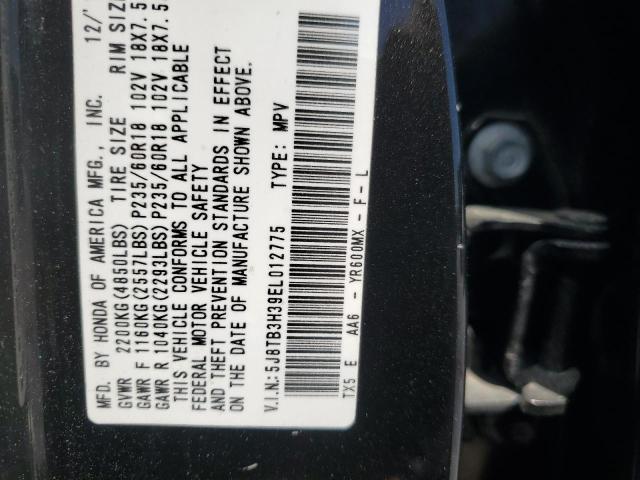 MFD. BY HONDA OF AMERICA MFG., INC. 12/
GVWR 2200KG(4850LBS) TIRE SIZE RIM SIZE
GAWR F 1160KG(2557LBS) P235/60R18 102V 18X7.5
GAWR R 1040KG(2293LBS) P235/60R18 102V 18X7.5
THIS VEHICLE CONFORMS TO ALL APPLICABLE
FEDERAL MOTOR VEHICLE SAFETY
AND THEFT PREVENTION STANDARDS IN EFFECT
ON THE DATE OF MANUFACTURE SHOWN ABOVE.
V.I.N.: 5J8TB3H39EL012775 TYPE: MPV
TX5 E AA6 - YR600MX - F - L